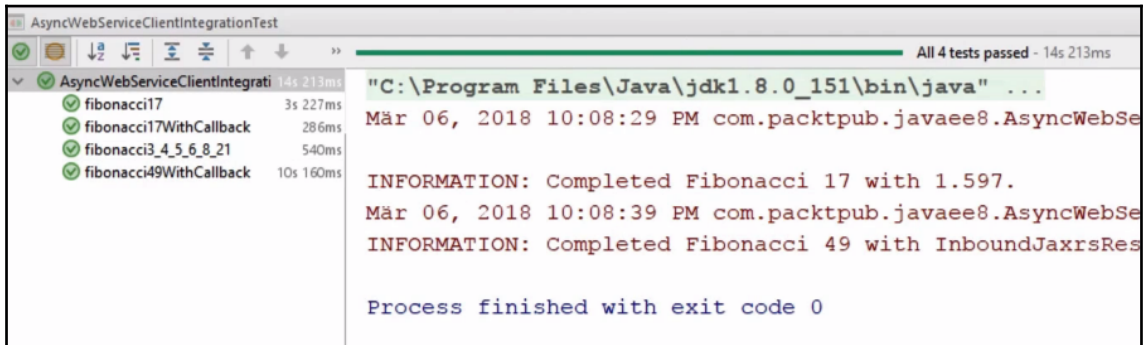 AsyncWebServiceClientIntegrationTest
All 4 tests passed - 14s 213ms
AsyncWebServiceClientIntegrati 14s 213ms
fibonacci17 3s 227ms
fibonacci17WithCallback 286ms
fibonacci3_4_5_6_8_21 540ms
fibonacci49WithCallback 10s 160ms
"C:\Program Files\Java\jdk1.8.0_151\bin\java" ...
Mär 06, 2018 10:08:29 PM com.packtpub.javaee8.AsyncWebSe
INFORMATION: Completed Fibonacci 17 with 1.597.
Mär 06, 2018 10:08:39 PM com.packtpub.javaee8.AsyncWebSe
INFORMATION: Completed Fibonacci 49 with InboundJaxrsRes
Process finished with exit code 0